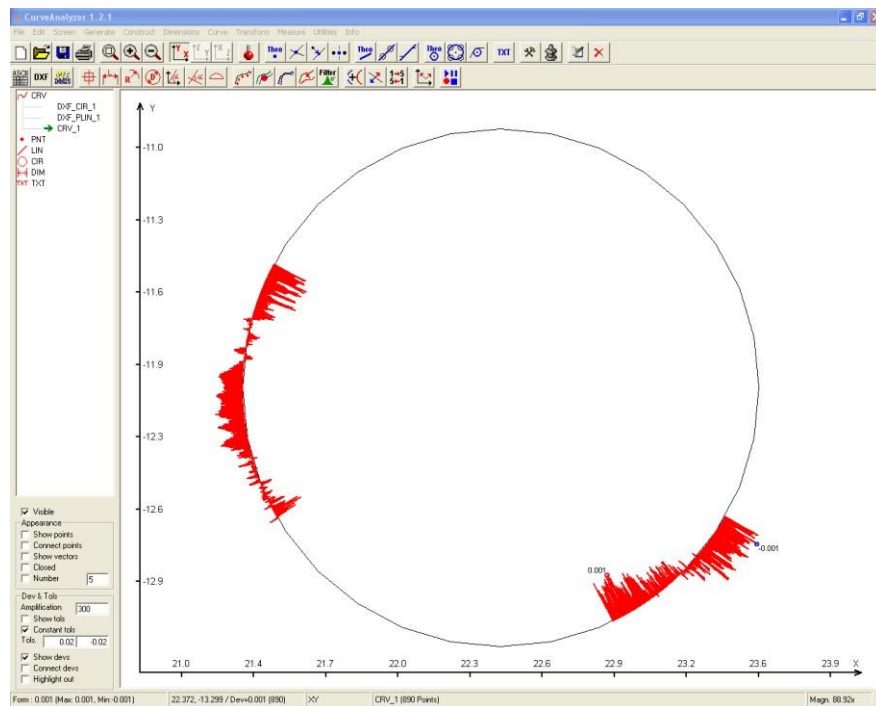 CurveAnalyzer 1.2.1
File Edit Screen Generate Construct Dimensions Curve Transform Measure Utilities Info
Theo Theo Theo TXT
ASCII DXF Filter
CRV
DXF_CIR_1
DXF_PLIN_1
CRV_1
PNT
LIN
CIR
DIM
TXT TXT
Y
-11.0
-11.3
-11.6
-11.9
-12.3
-12.6
-12.9
0.001
-0.001
21.0 21.4 21.7 22.0 22.3 22.6 22.9 23.2 23.6 23.9 X
Visible
Appearance
Show points
Connect points
Show vectors
Closed
Number 5
Dev & Tols
Amplification 300
Show tols
Constant tols
Tols. 0.02 -0.02
Show devs
Connect devs
Highlight out
Form : 0.001 (Max: 0.001, Min:-0.001) 22.372, -13.299 / Dev=0.001 (890) XY CRV_1 (890 Points) Magn. 88.92x